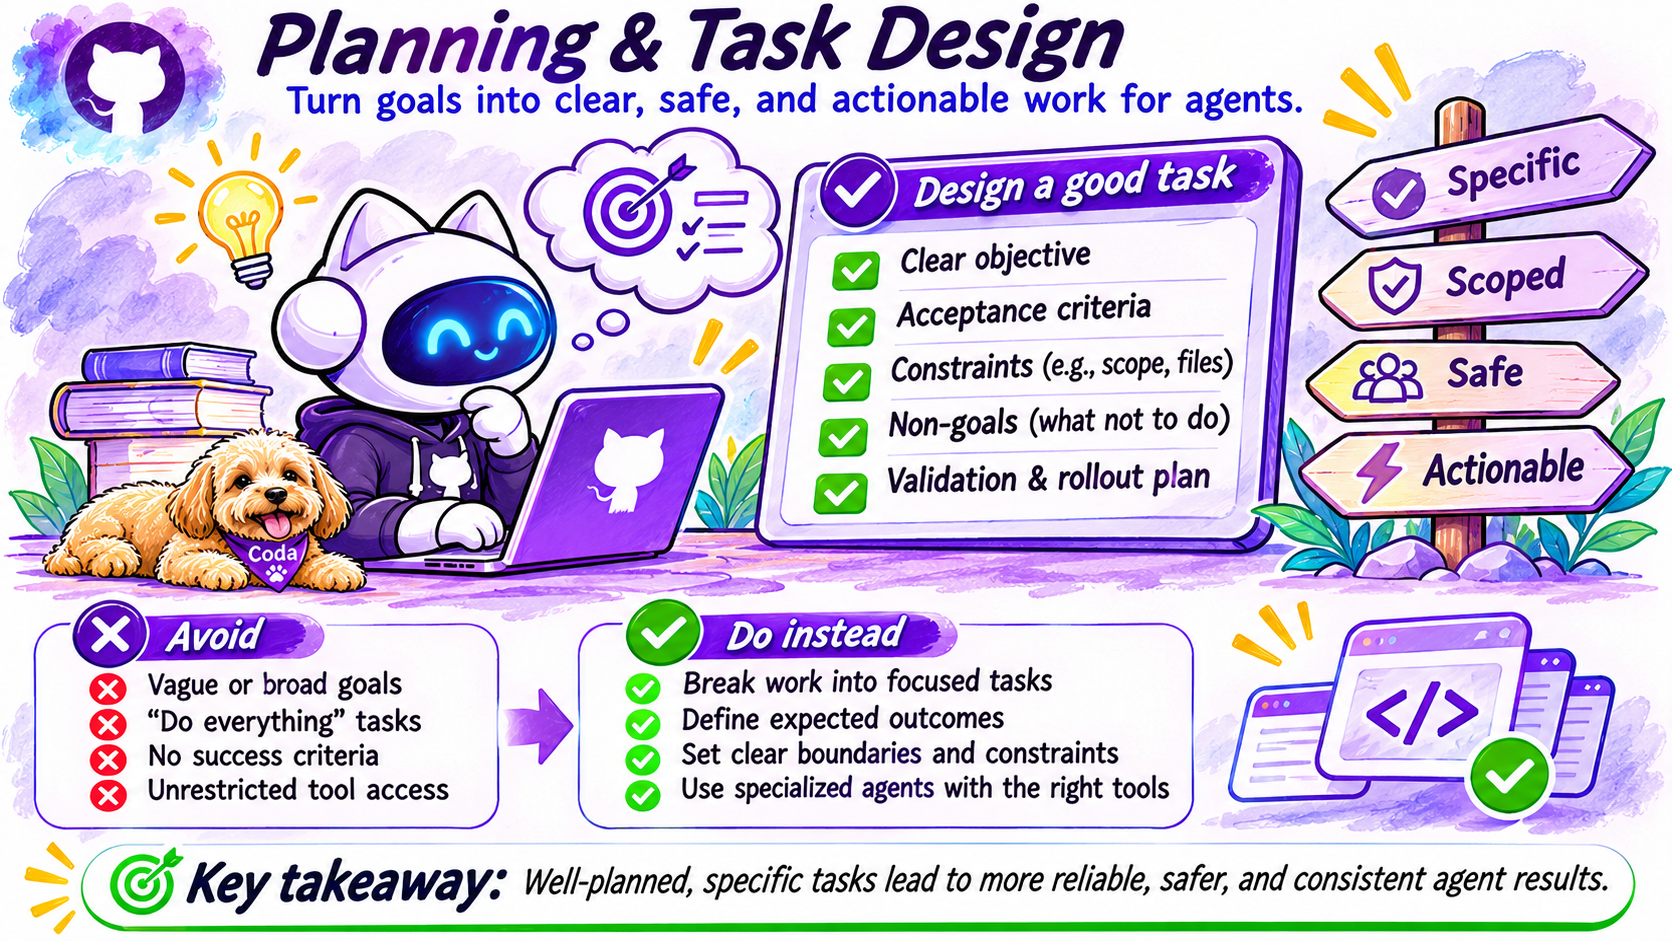 Planning & Task Design
Turn goals into clear, safe, and actionable work for agents.
Design a good task
Clear objective
Acceptance criteria
Constraints (e.g., scope, files)
Non-goals (what not to do)
Validation & rollout plan
Specific
Scoped
Safe
Actionable
Coda
Avoid
Vague or broad goals
“Do everything” tasks
No success criteria
Unrestricted tool access
Do instead
Break work into focused tasks
Define expected outcomes
Set clear boundaries and constraints
Use specialized agents with the right tools
</>
Key takeaway: Well-planned, specific tasks lead to more reliable, safer, and consistent agent results.